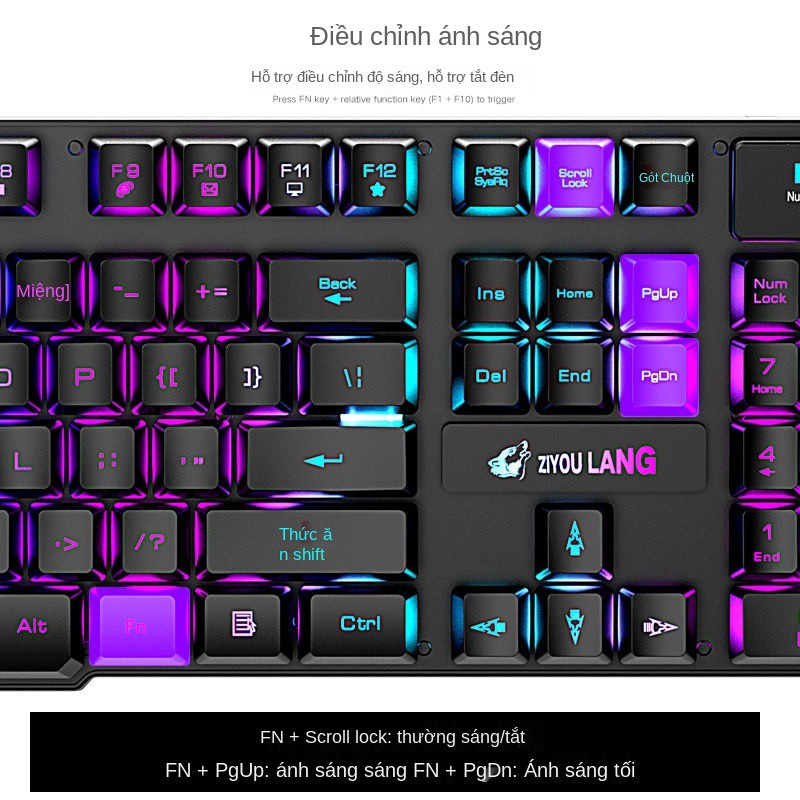 Điều chỉnh ánh sáng
Hỗ trợ điều chỉnh độ sáng, hỗ trợ tắt đèn
Press FN key + relative function key (F1 + F10) to trigger
8 F9 F10 F11 F12 PrtSc Scroll Gót Chuột
SysRq Lock Nu
Miệng] -_ += Back Ins Home PgUp Num
Lock
P {[ ]} \¦ Del End PgDn 7
Home
L :; '" ZIYOU LANG 4
.> /? Thức ă 1
n shift End
Alt Fn Ctrl
FN + Scroll lock: thường sáng/tắt
FN + PgUp: ánh sáng sáng FN + PgDn: Ánh sáng tối